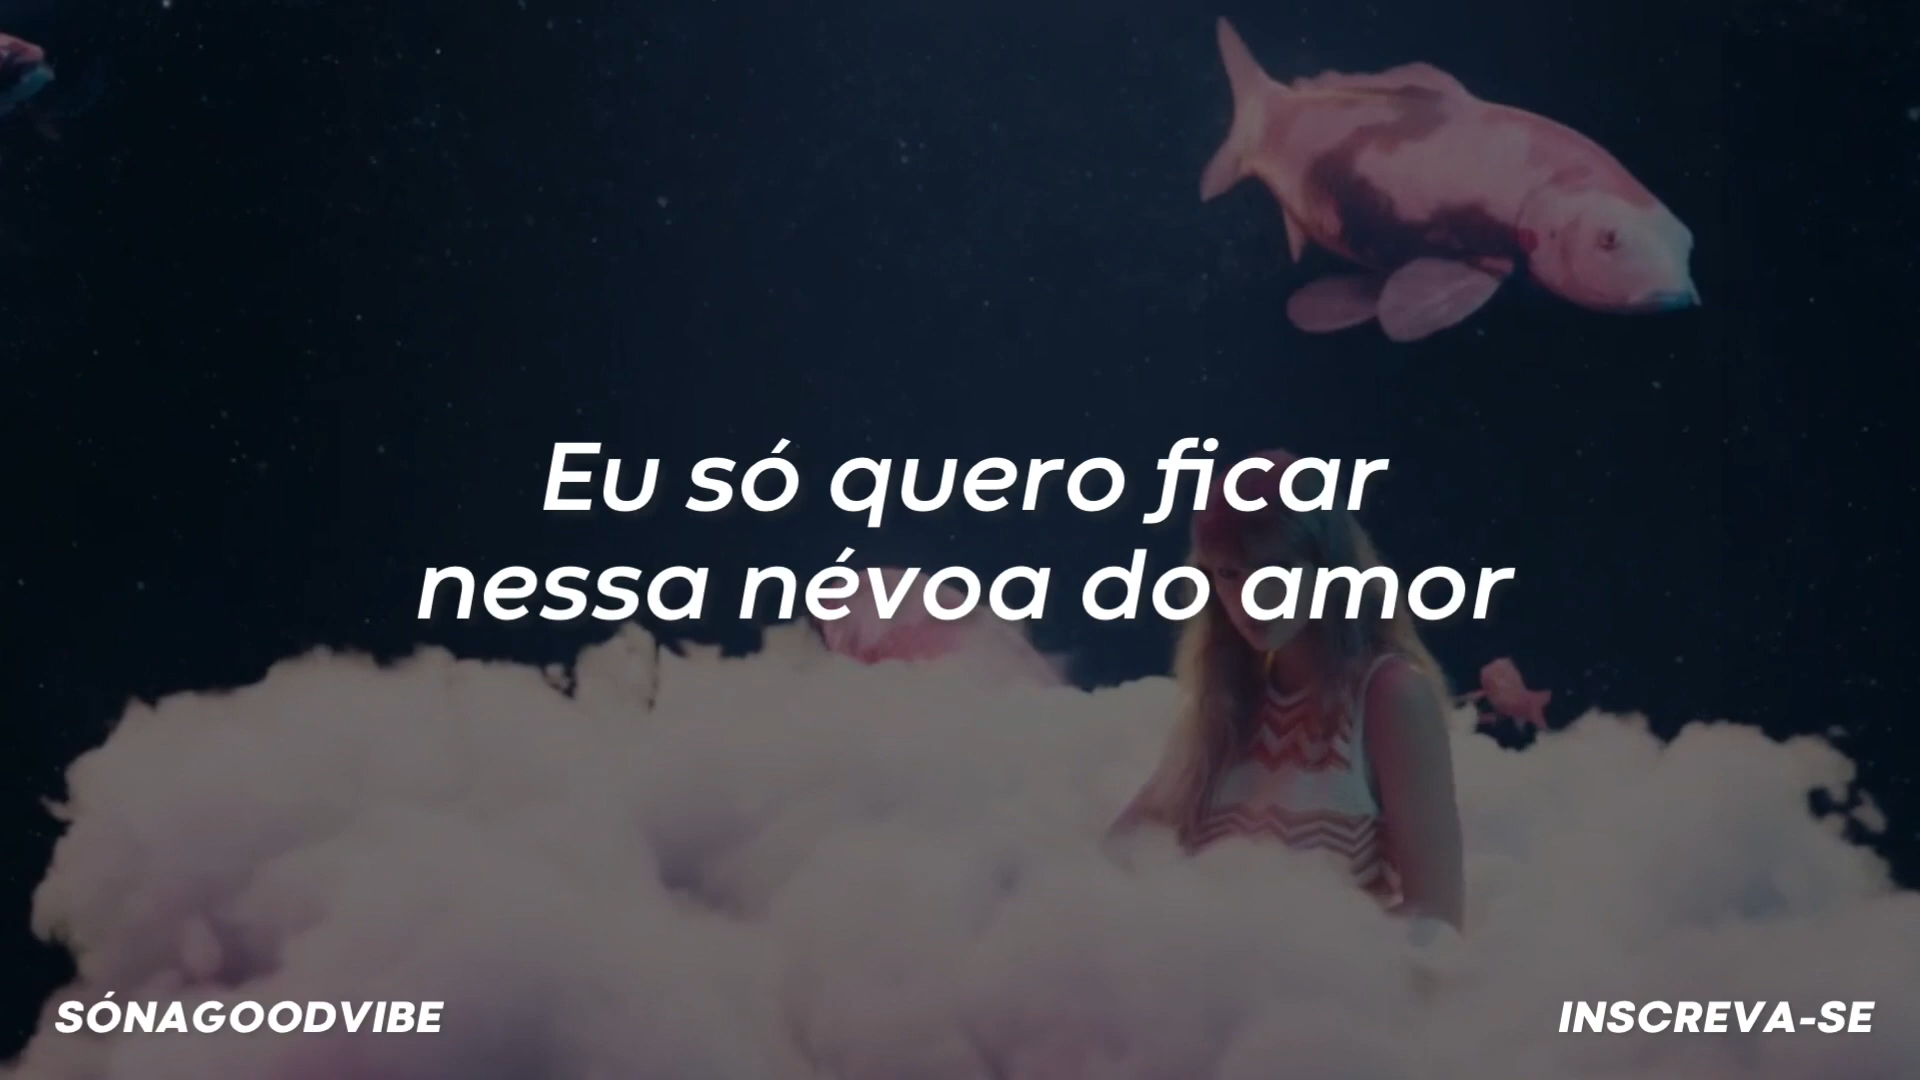 Eu só quero ficar
nessa névoa do amor
SÓNAGOODVIBE
INSCREVA-SE